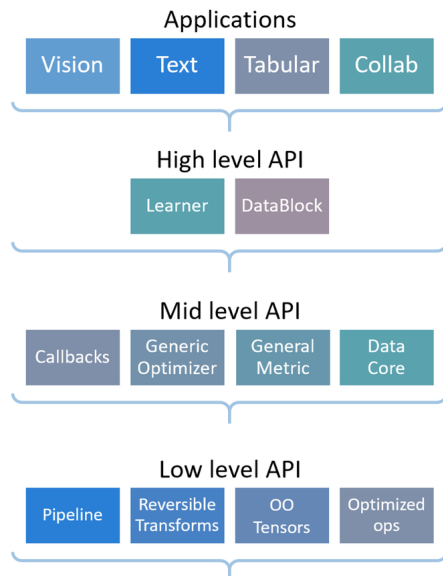 Applications
Vision Text Tabular Collab
High level API
Learner DataBlock
Mid level API
Callbacks
Generic
Optimizer
General
Metric
Data
Core
Low level API
Pipeline
Reversible
Transforms
OO
Tensors
Optimized
ops